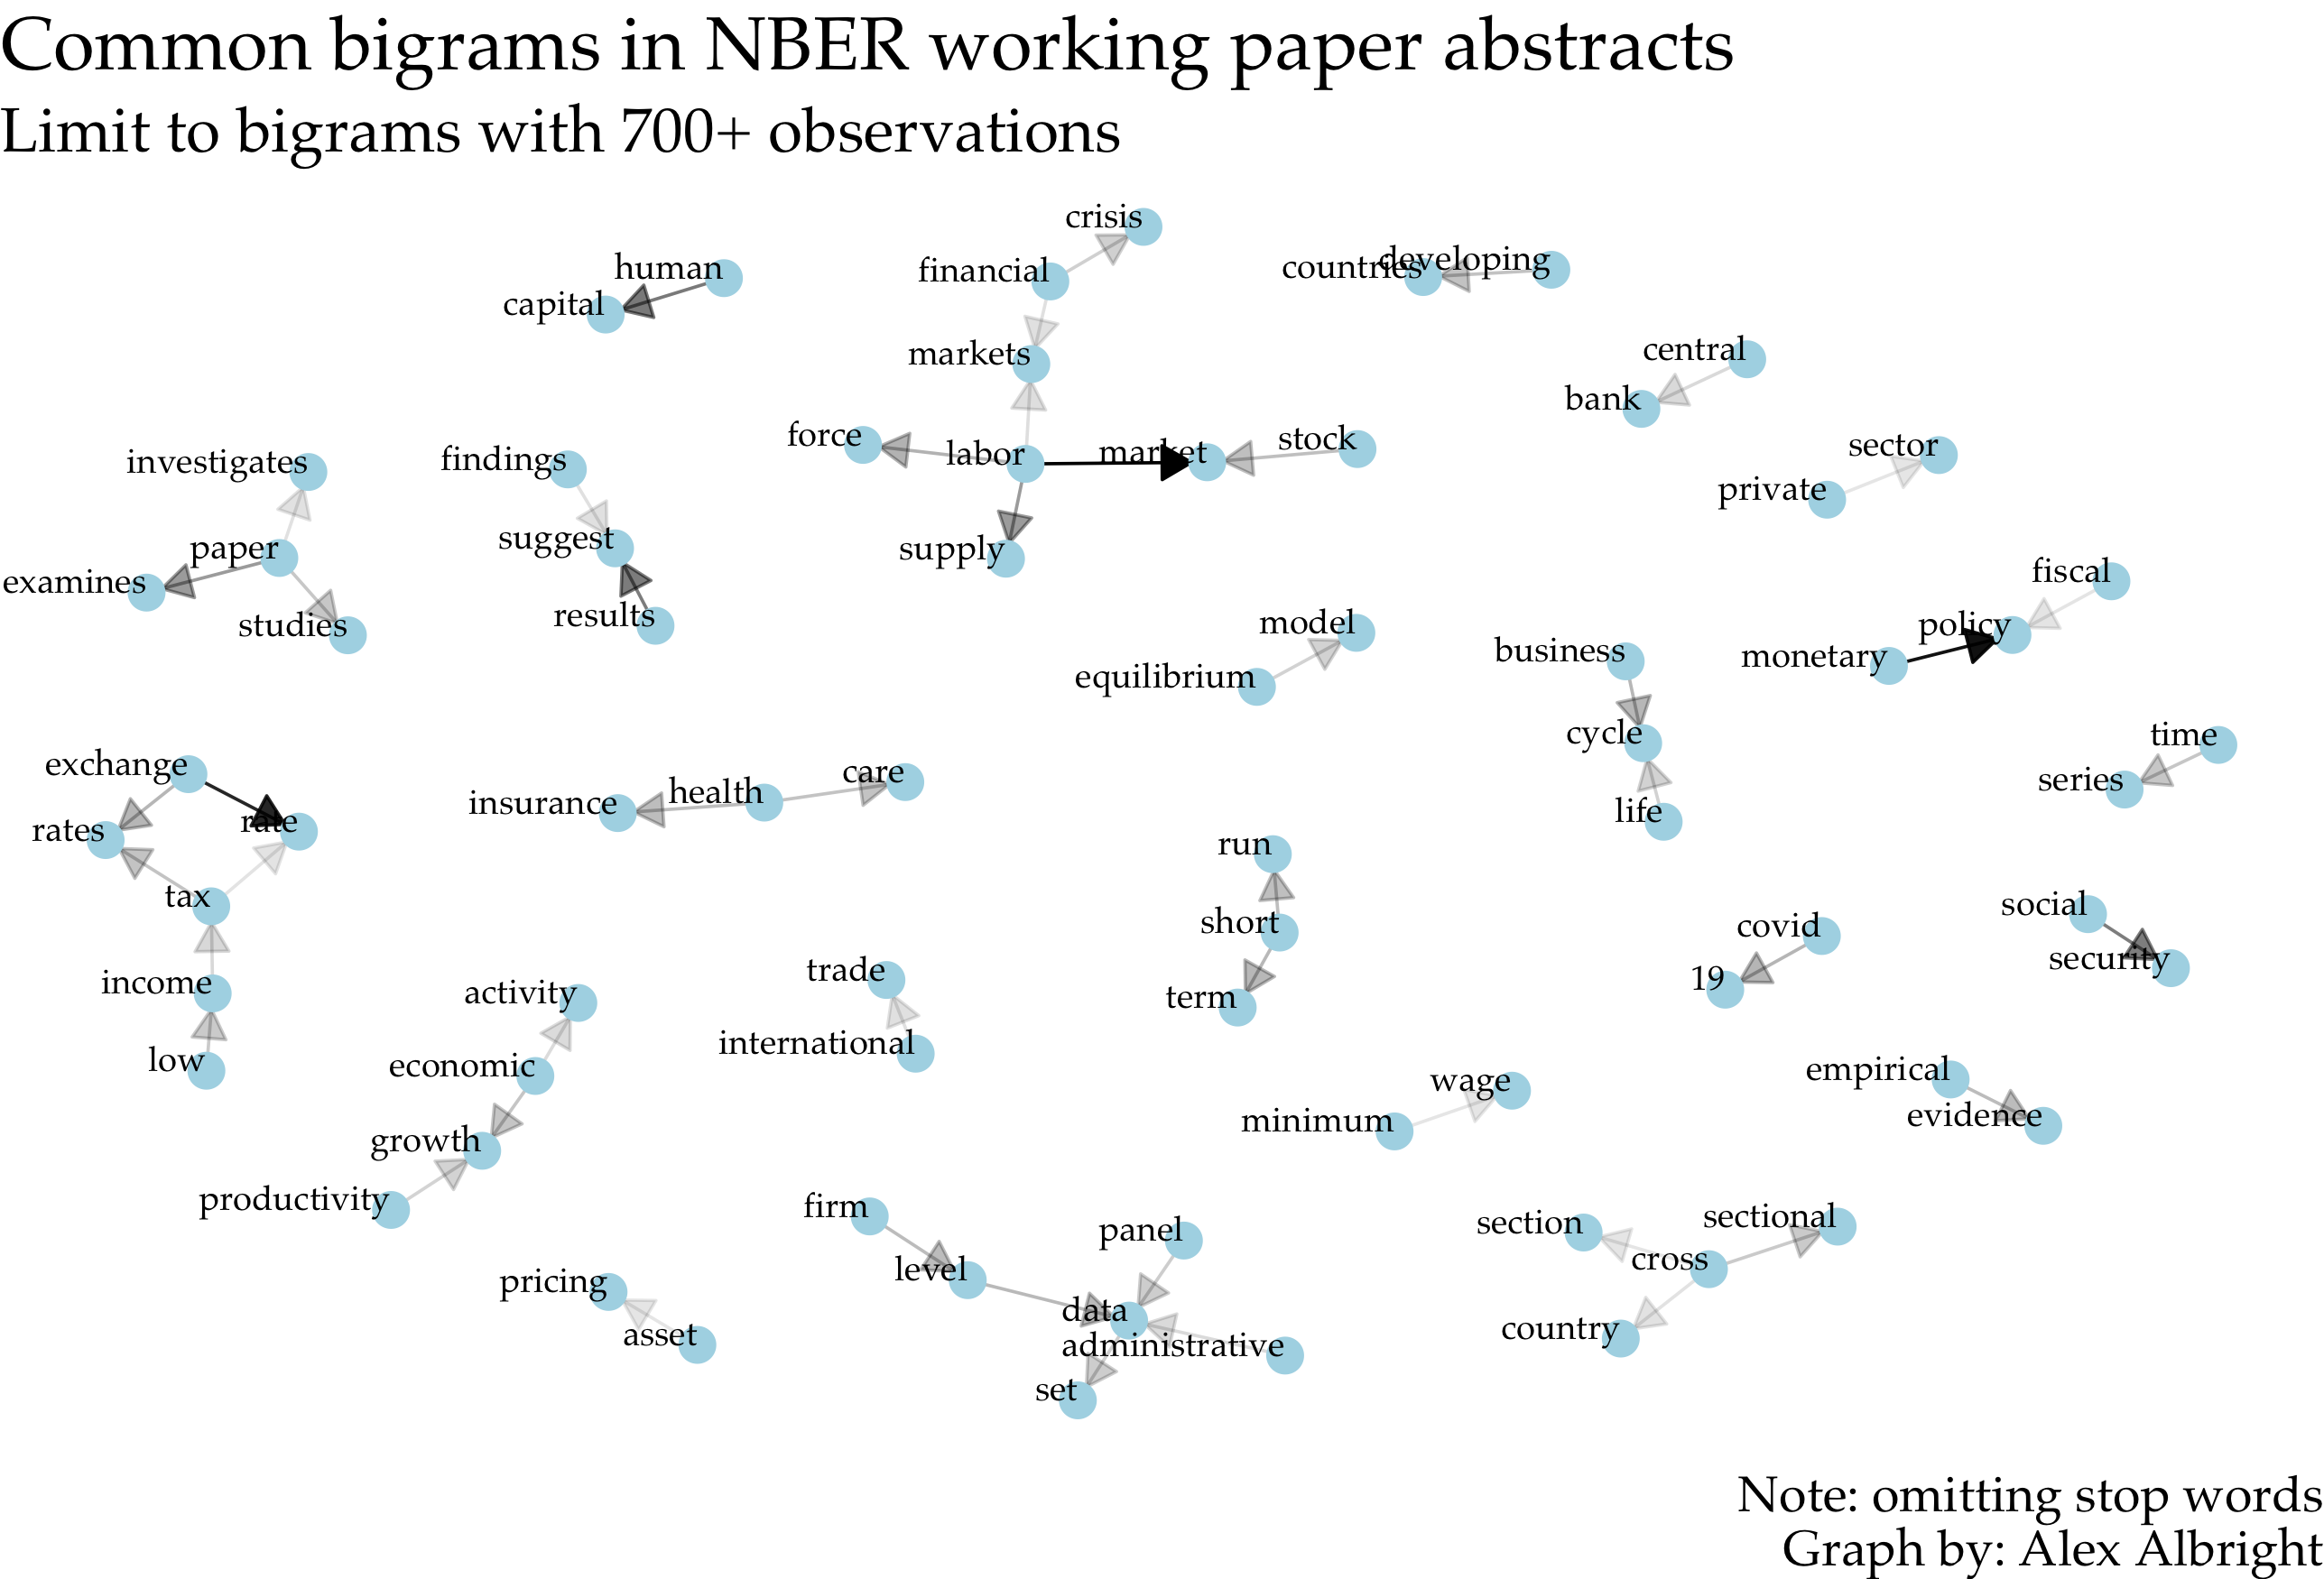 Common bigrams in NBER working paper abstracts
Limit to bigrams with 700+ observations
crisis
human
financial
countries
developing
capital
markets
central
bank
force
labor
market
stock
sector
investigates
findings
private
paper
suggest
supply
examines
studies
results
model
fiscal
policy
equilibrium
business
monetary
exchange
cycle
time
rates
rate
insurance
health
care
series
life
run
tax
short
covid
social
security
income
activity
trade
term
19
low
economic
international
empirical
growth
minimum
wage
evidence
productivity
firm
panel
section
sectional
level
cross
pricing
data
asset
administrative
country
set
Note: omitting stop words
Graph by: Alex Albright